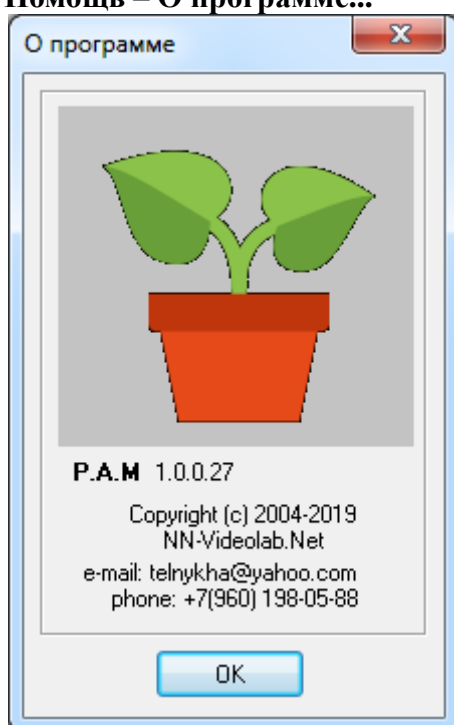 Помощь – О программе...
О программе
P.A.M 1.0.0.27
Copyright (c) 2004-2019
NN-Videolab.Net
e-mail: telnykha@yahoo.com
phone: +7(960) 198-05-88
OK